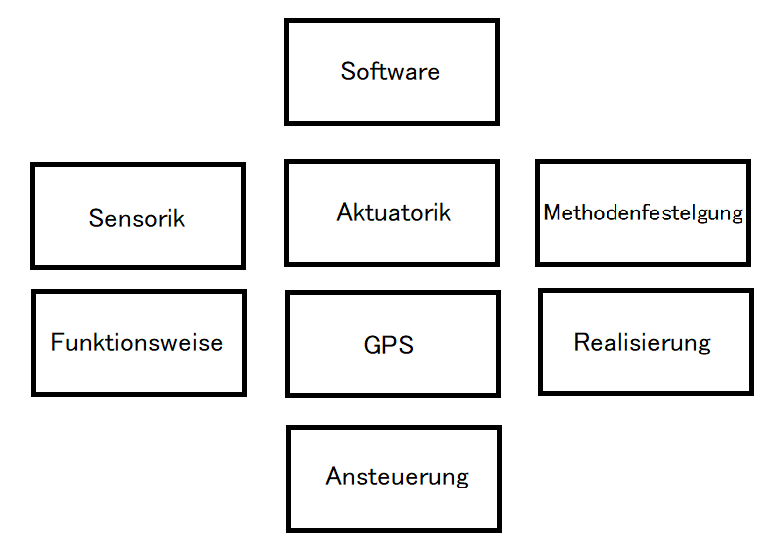 Software
Sensorik
Aktuatorik
Methodenfestelgung
Funktionsweise
GPS
Realisierung
Ansteuerung